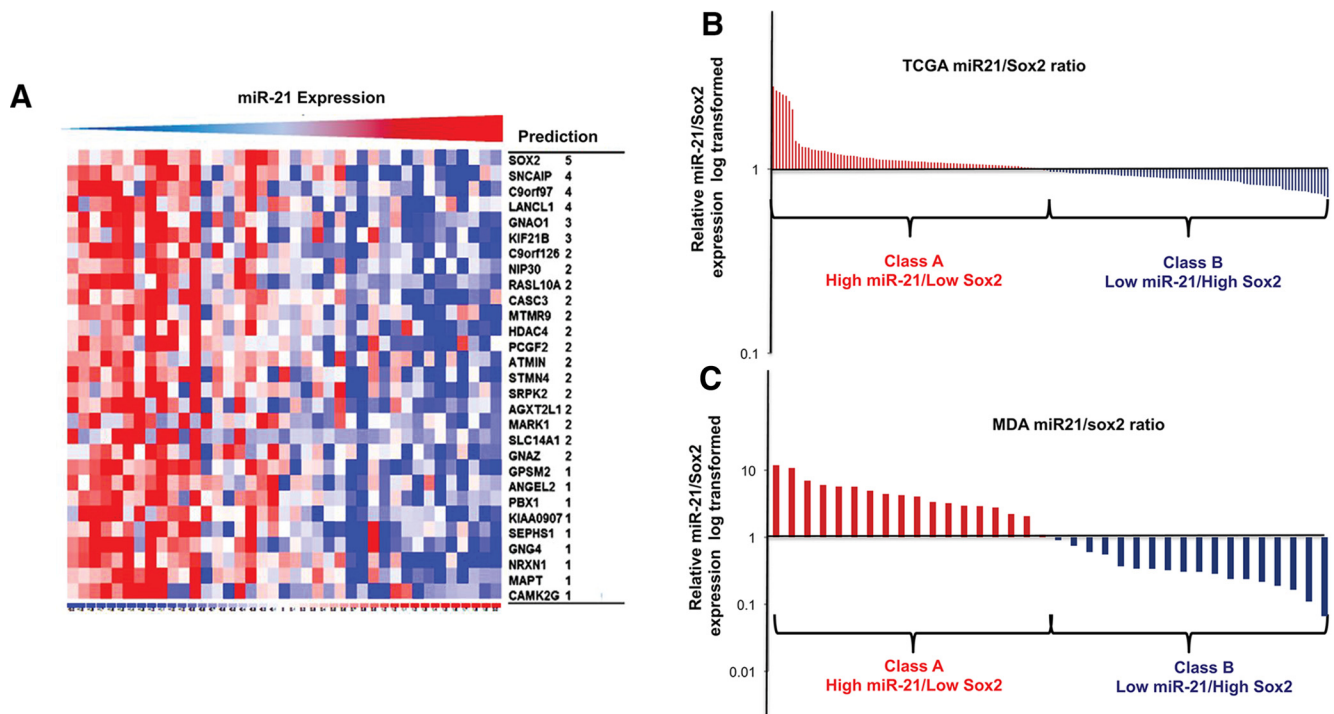 A
miR-21 Expression
Prediction
SOX2 5
SNCAIP 4
C9orf97 4
LANCL1 4
GNAO1 3
KIF21B 3
C9orf126 2
NIP30 2
RASL10A 2
CASC3 2
MTMR9 2
HDAC4 2
PCGF2 2
ATMIN 2
STMN4 2
SRPK2 2
AGXT2L1 2
MARK1 2
SLC14A1 2
GNAZ 2
GPSM2 1
ANGEL2 1
PBX1 1
KIAA0907 1
SEPHS1 1
GNG4 1
NRXN1 1
MAPT 1
CAMK2G 1
B
TCGA miR21/Sox2 ratio
Relative miR-21/Sox2
expression log transformed
1
0.1
Class A
High miR-21/Low Sox2
Class B
Low miR-21/High Sox2
C
MDA miR21/sox2 ratio
Relative miR-21/Sox2
expression log transformed
10
1
0.1
0.01
Class A
High miR-21/Low Sox2
Class B
Low miR-21/High Sox2